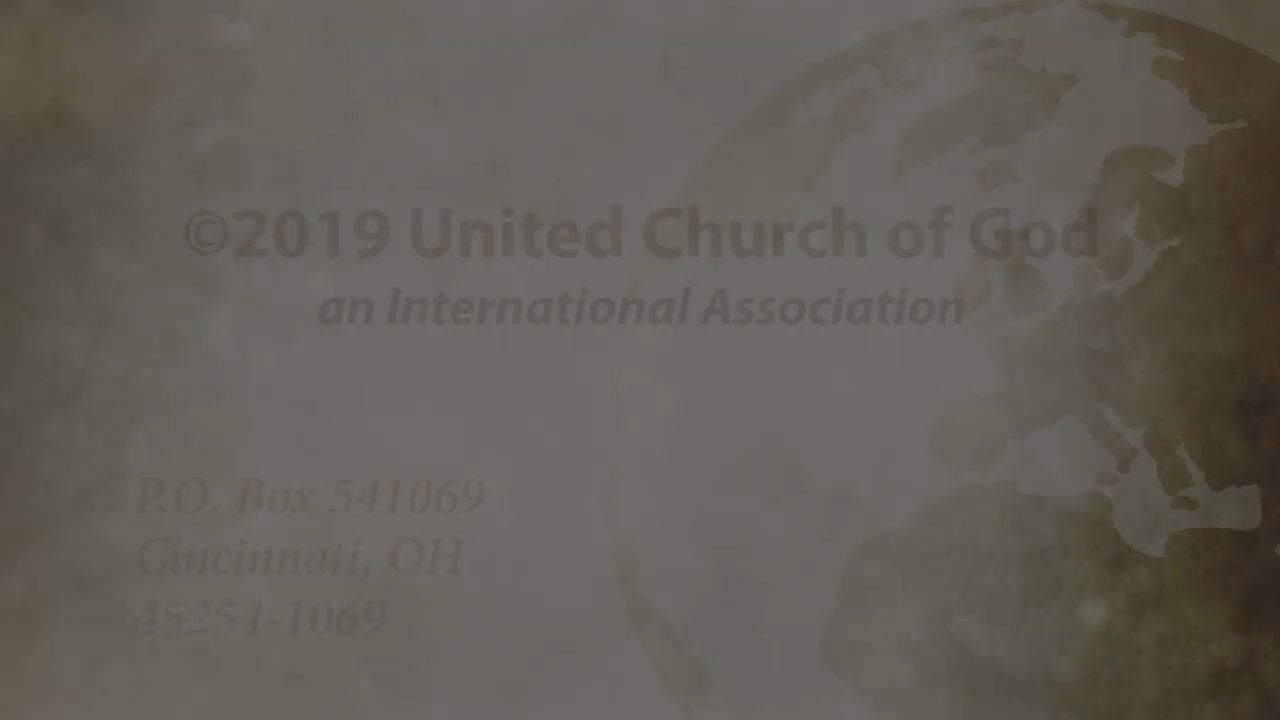 ©2019 United Church of God
an International Association
P.O. Box 541069
Cincinnati, OH
45254-1069